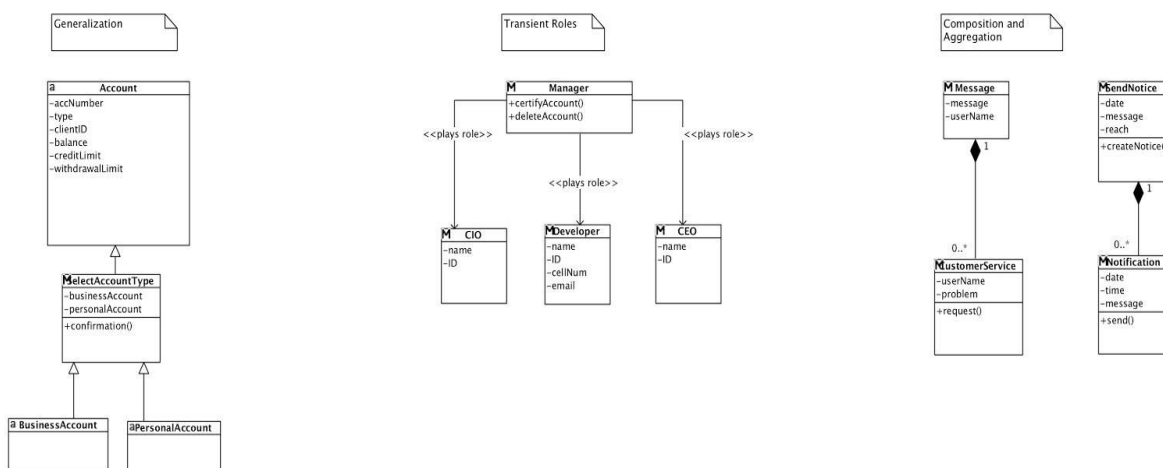 Generalization
a Account
-accNumber
-type
-clientID
-balance
-creditLimit
-withdrawalLimit
M SelectAccountType
-businessAccount
-personalAccount
+confirmation()
a BusinessAccount
a PersonalAccount
Transient Roles
M Manager
+certifyAccount()
+deleteAccount()
<<plays role>>
<<plays role>>
<<plays role>>
M CIO
-name
-ID
M Developer
-name
-ID
-cellNum
-email
M CEO
-name
-ID
Composition and
Aggregation
M Message
-message
-userName
1
0..*
M CustomerService
-userName
-problem
+request()
M SendNotice
-date
-message
-reach
+createNotice(
1
0..*
M Notification
-date
-time
-message
+send()